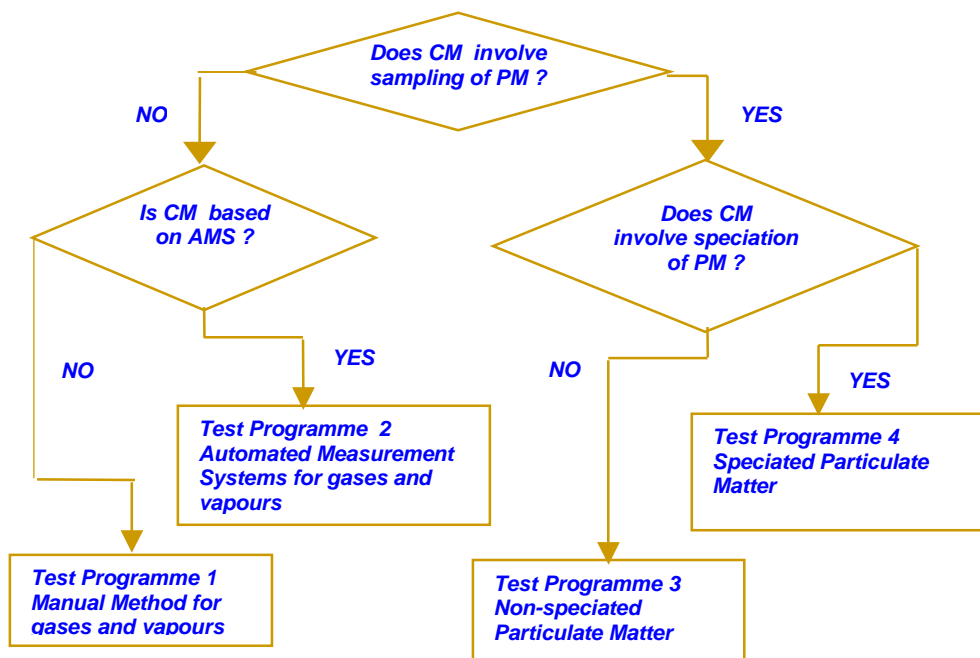 Does CM involve
sampling of PM ?
NO
YES
Is CM based
on AMS ?
Does CM
involve speciation
of PM ?
NO
YES
NO
YES
Test Programme 2
Automated Measurement
Systems for gases and
vapours
Test Programme 4
Speciated Particulate
Matter
Test Programme 1
Manual Method for
gases and vapours
Test Programme 3
Non-speciated
Particulate Matter